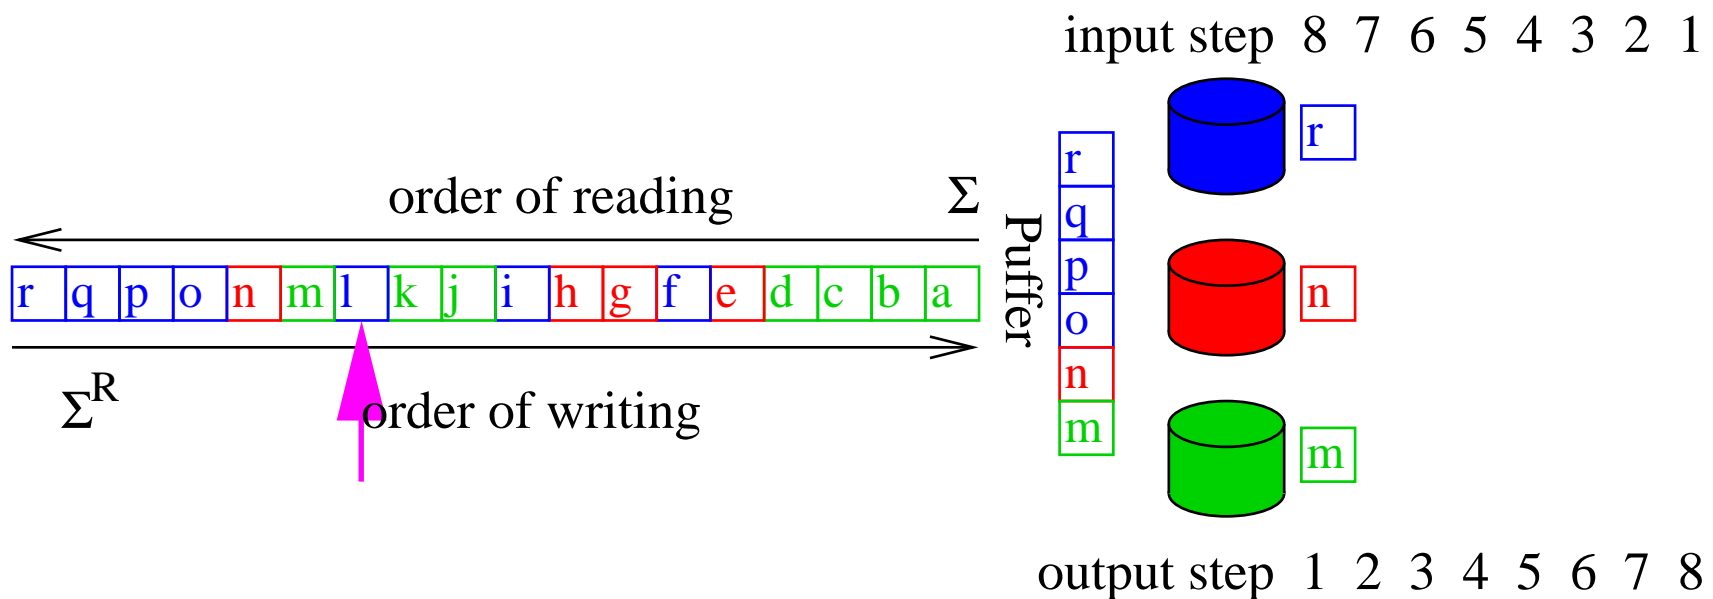 input step 8 7 6 5 4 3 2 1
order of reading Σ
r q p o n m l k j i h g f e d c b a
Σ^R order of writing
Puffer
r
q
p
o
n
m
r
n
m
output step 1 2 3 4 5 6 7 8